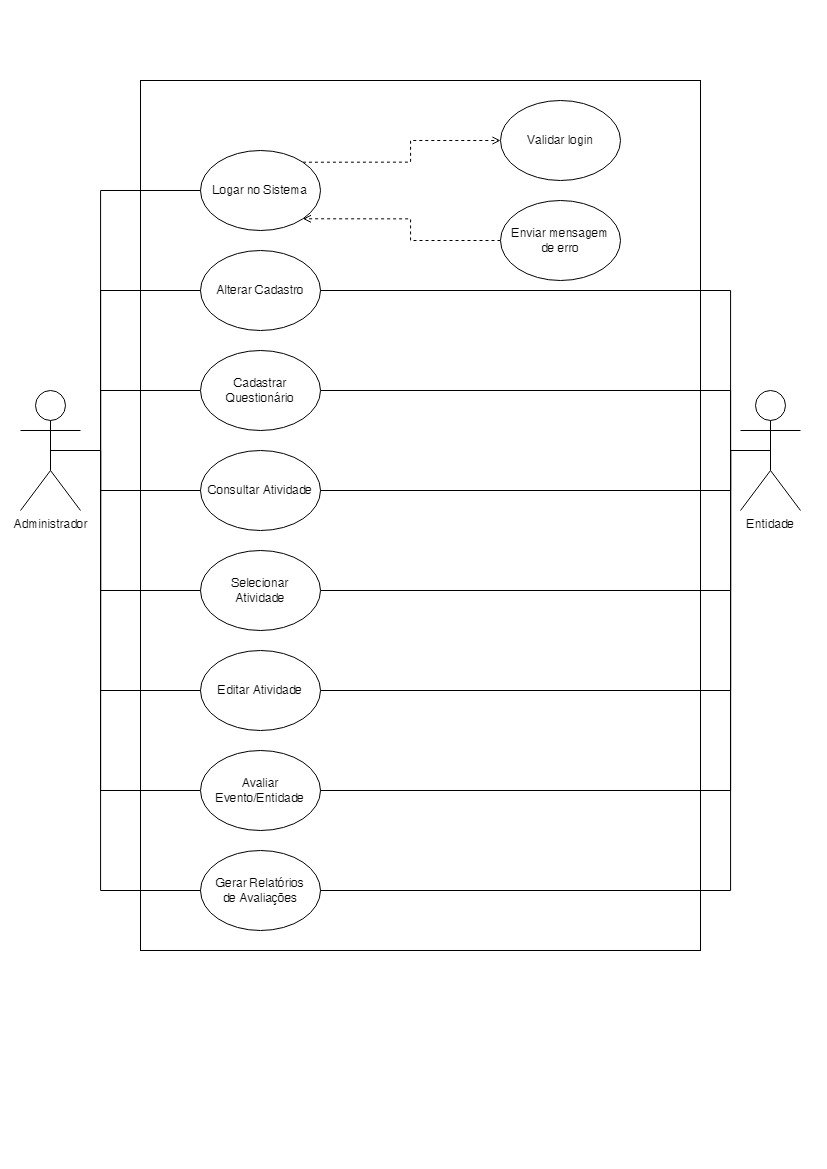 Validar login
Logar no Sistema
Enviar mensagem
de erro
Alterar Cadastro
Cadastrar
Questionário
Consultar Atividade
Administrador
Entidade
Selecionar
Atividade
Editar Atividade
Avaliar
Evento/Entidade
Gerar Relatórios
de Avaliações